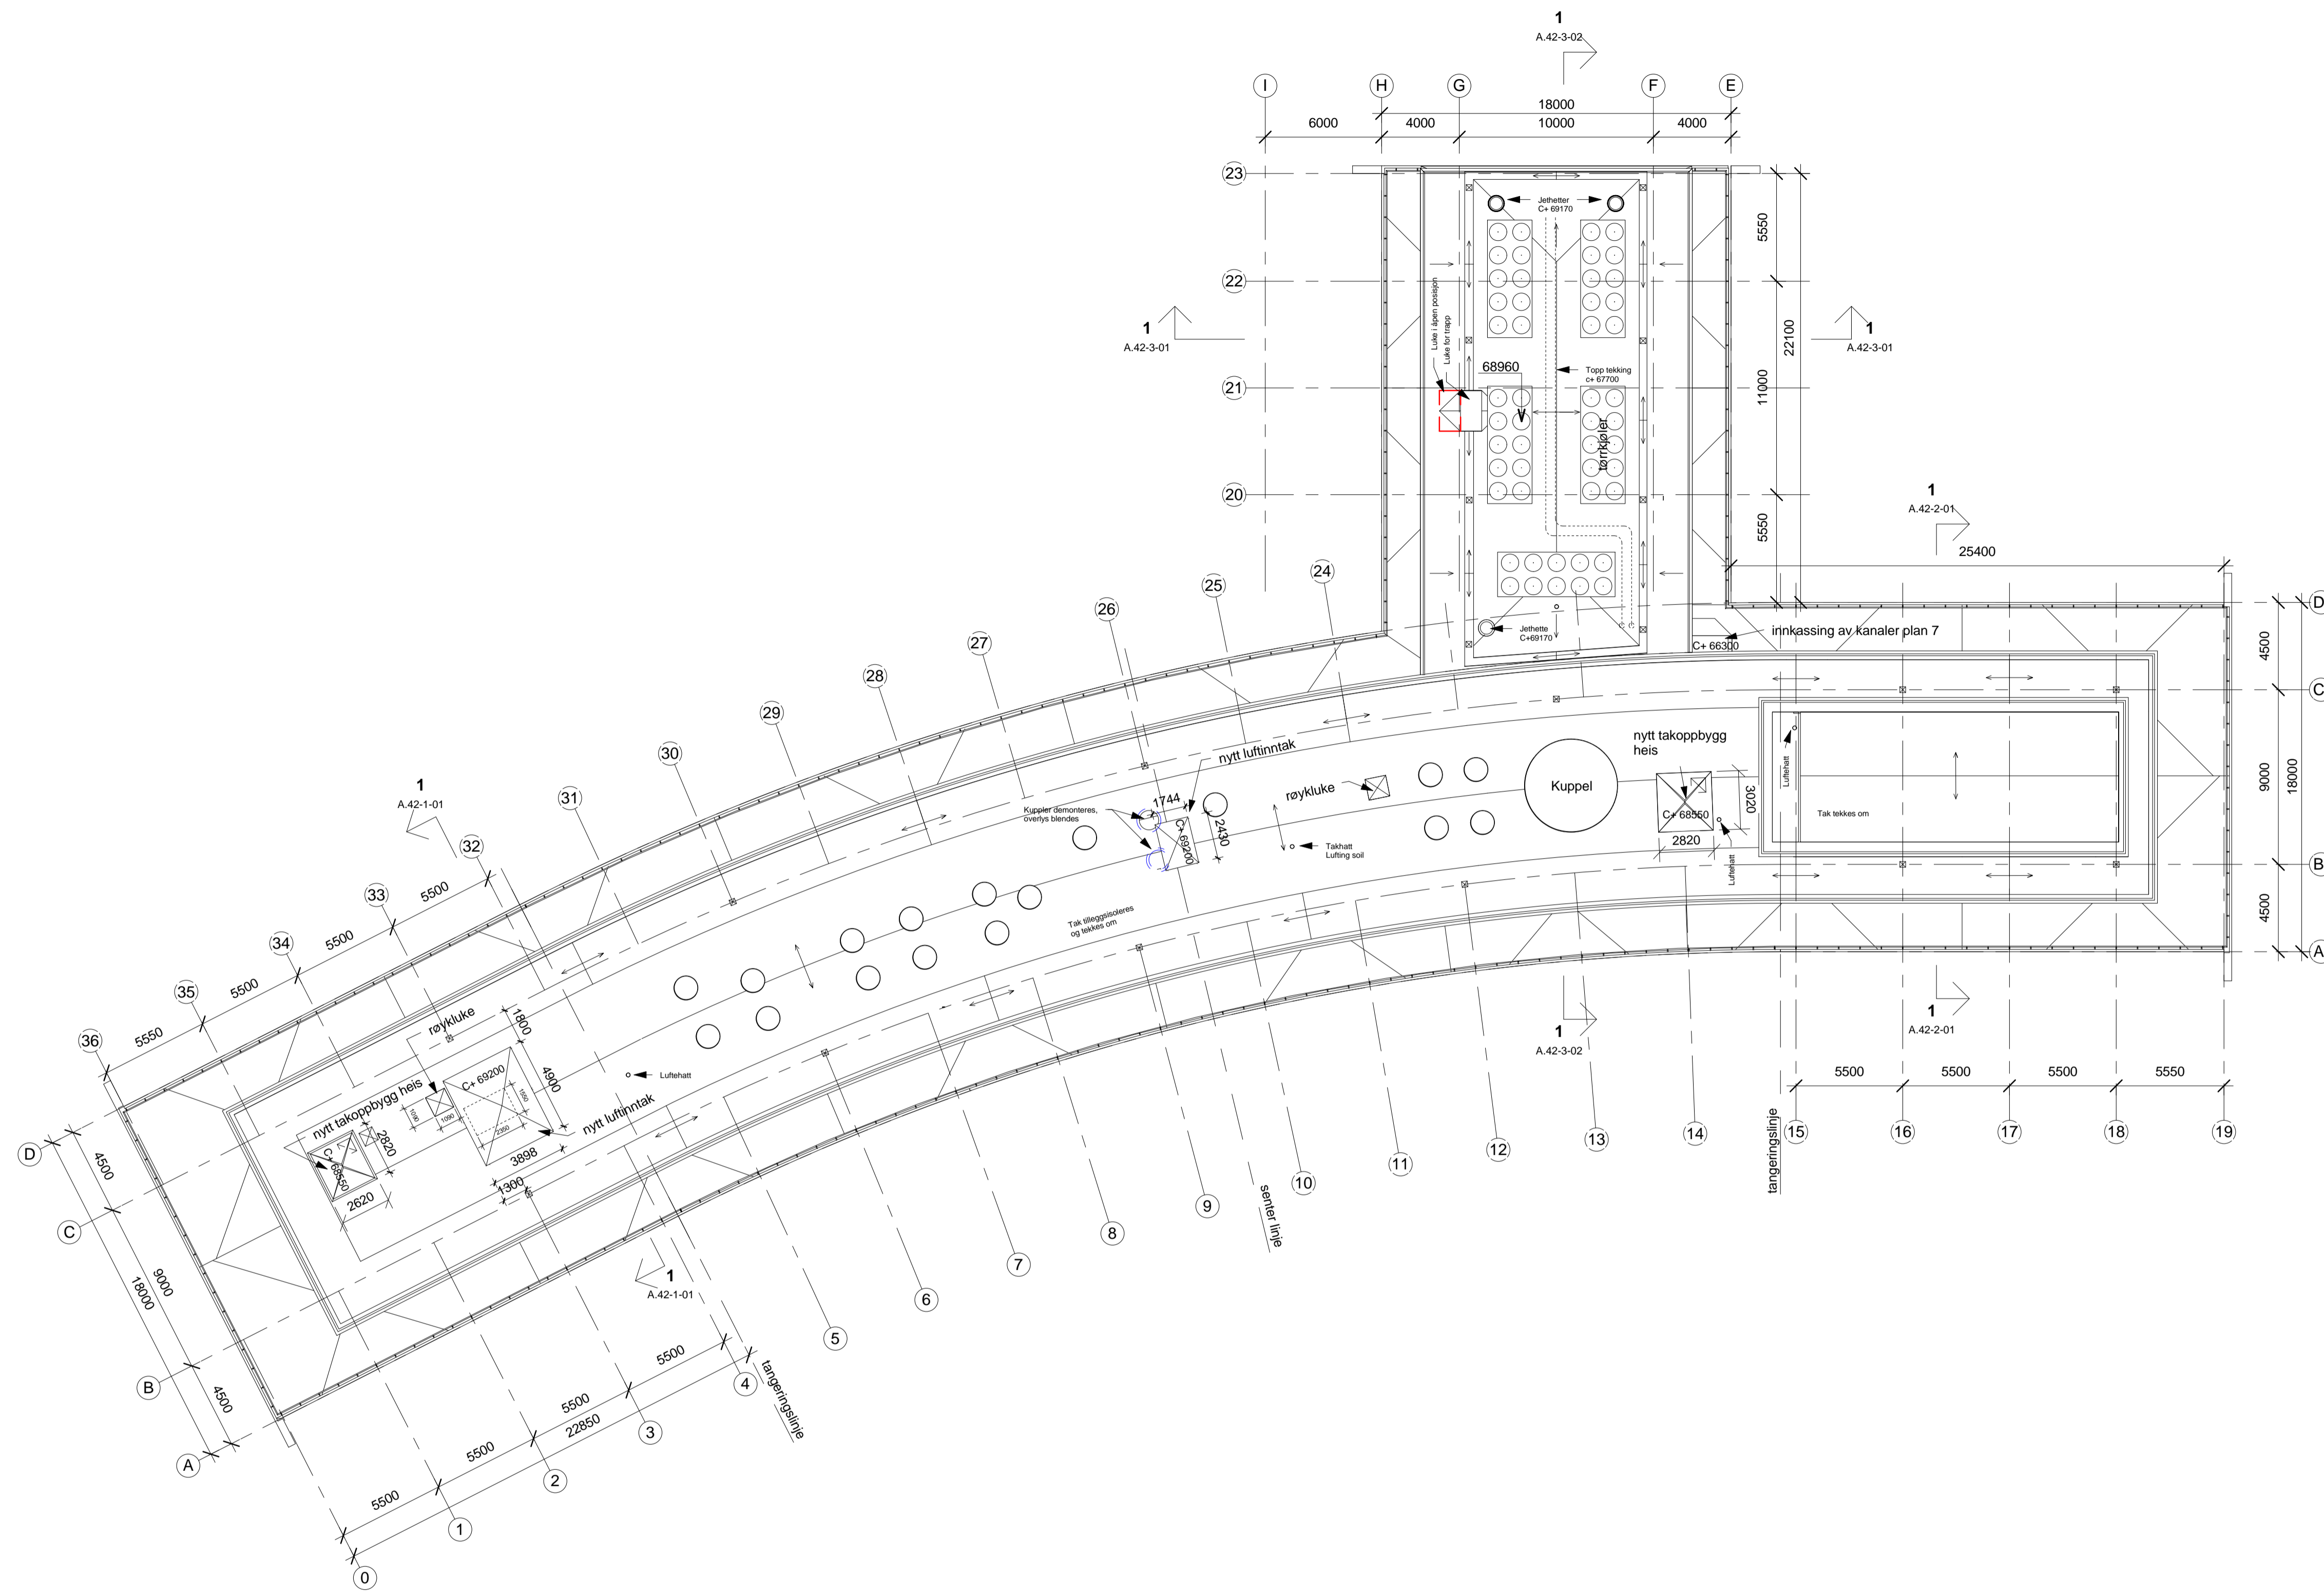 1
A.42-3-02
I
H
G
F
E
18000
6000
4000
10000
4000
23
22
21
20
Jethetter
C+ 69170
5550
11000
5550
22100
Luke i åpen posisjon
Luke for trapp
68960
Topp tekking
c+ 67700
tørrkjøler
1
A.42-3-01
1
A.42-3-01
1
A.42-2-01
25400
Jethette
C+69170
innkassing av kanaler plan 7
C+ 66300
D
C
B
A
4500
9000
4500
18000
24
25
26
27
28
29
30
31
32
33
34
35
36
1
A.42-1-01
5500
5500
5500
5550
nytt luftinntak
1744
2430
C+ 69200
Kuppler demonteres,
overlys blendes
røykluke
Takhatt
Lufting soil
Kuppel
nytt takoppbygg
heis
C+ 68550
3020
2820
Luftehatt
Luftehatt
Tak tekkes om
Tak tilleggsisoleres
og tekkes om
røykluke
1800
4900
C+ 69200
1550
2350
1090
1090
nytt luftinntak
3898
1300
Luftehatt
nytt takoppbygg heis
C+ 68550
2820
2620
D
C
B
A
4500
9000
4500
18000
1
A.42-1-01
1
A.42-3-02
1
A.42-2-01
5500
5500
5500
5550
tangeringslinje
15
16
17
18
19
14
13
12
11
10
9
8
7
6
5
4
3
2
1
0
senter linje
tangeringslinje
5500
5500
5500
5500
22850